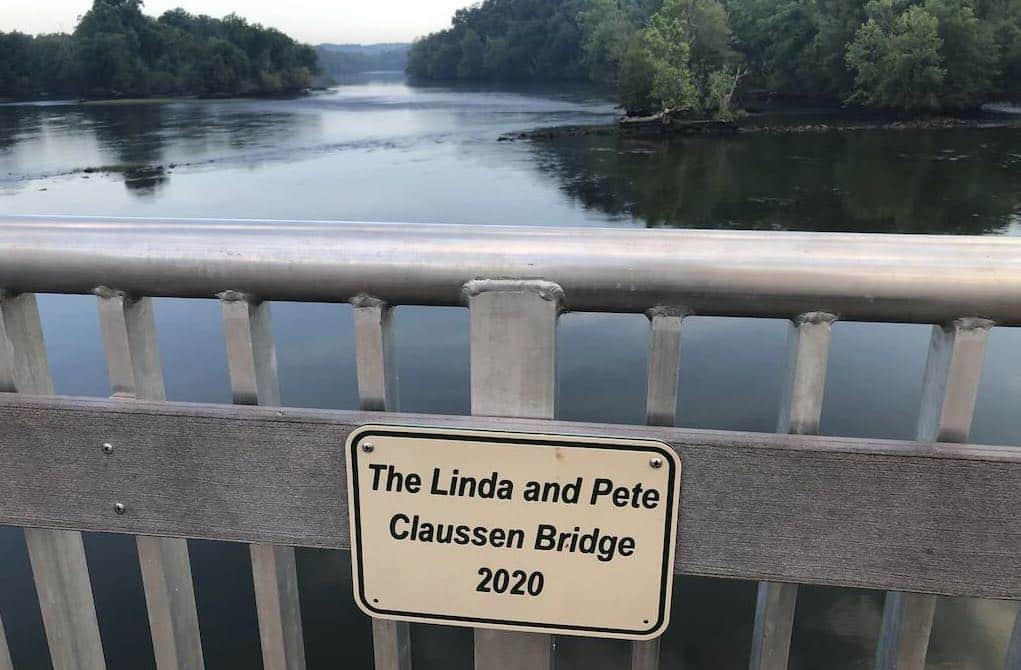 The Linda and Pete
Claussen Bridge
2020